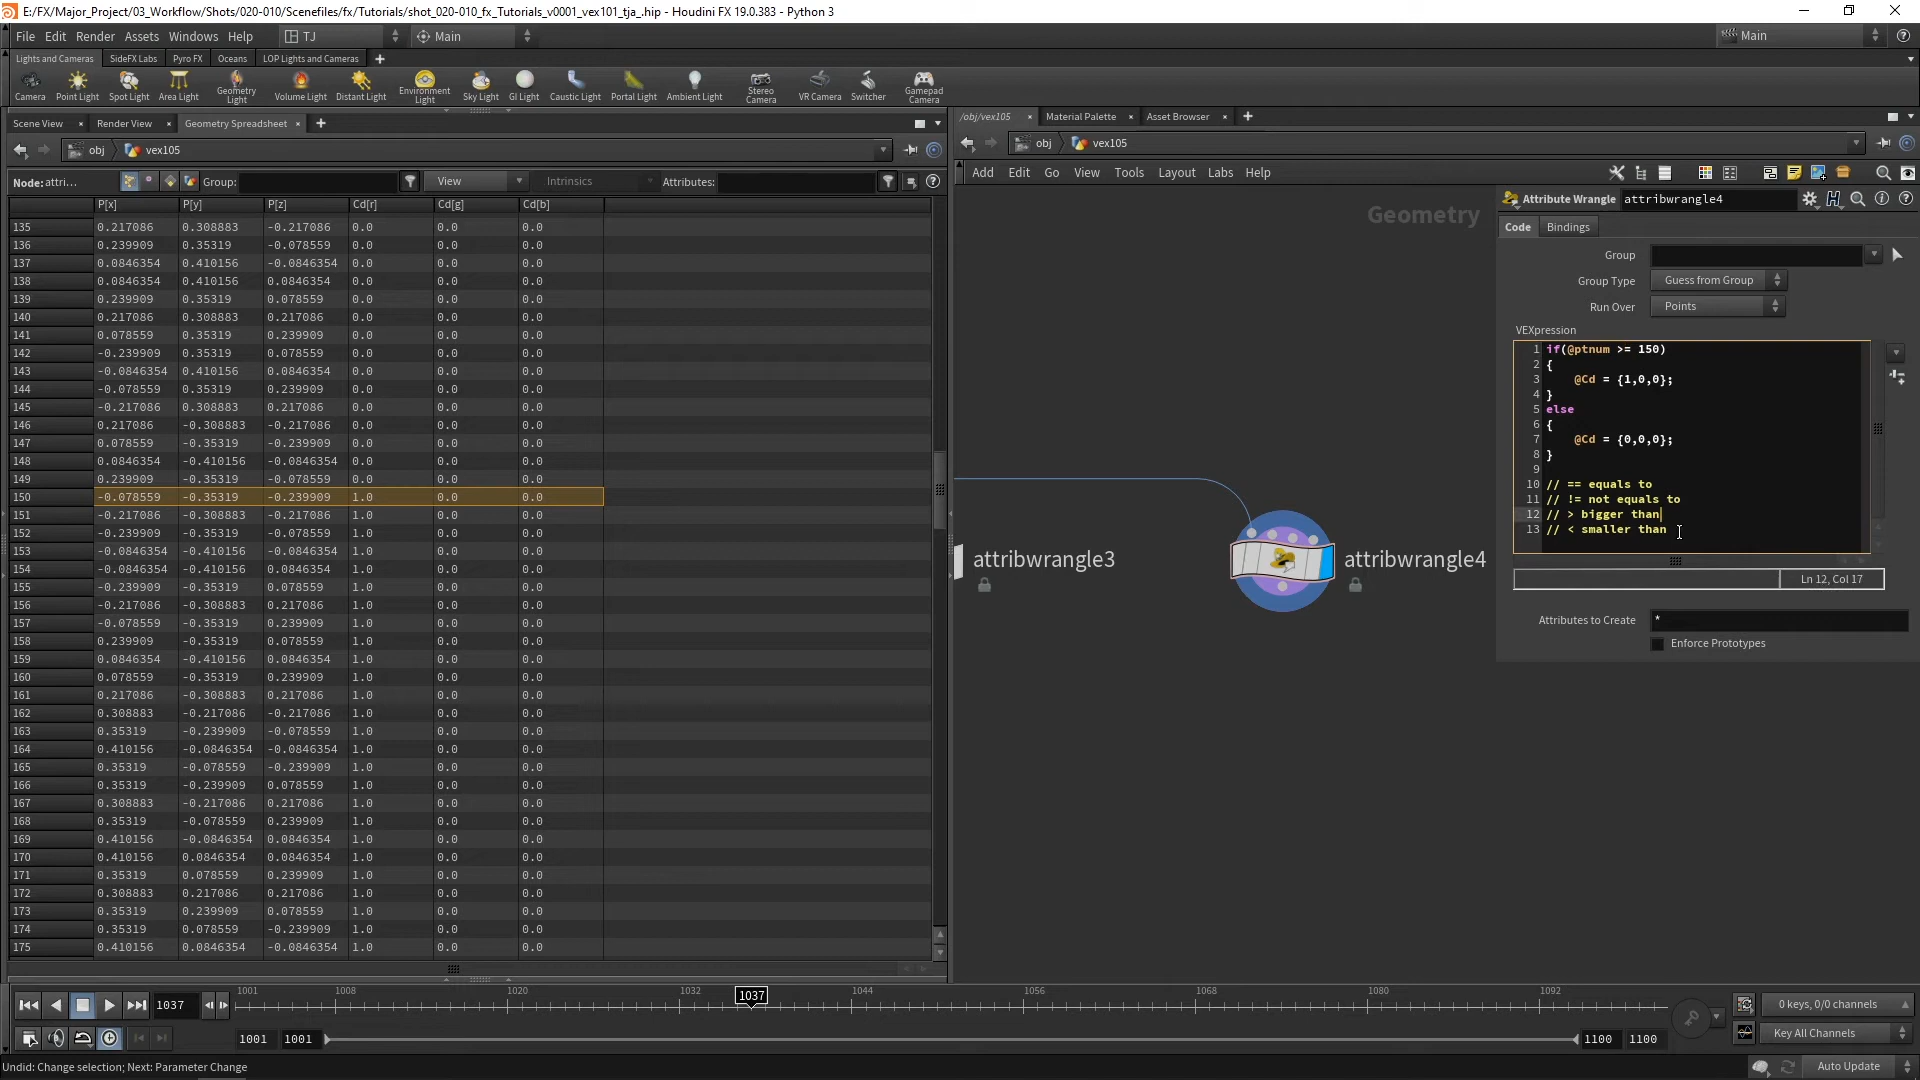 E:/FX/Major_Project/03_Workflow/Shots/020-010/Scenefiles/fx/Tutorials/shot_020-010_fx_Tutorials_v0001_vex101_tja_.hip - Houdini FX 19.0.383 - Python 3
File Edit Render Assets Windows Help TJ Main Main
Lights and Cameras SideFX Labs Pyro FX Oceans LOP Lights and Cameras
Camera Point Light Spot Light Area Light Geometry Light Volume Light Distant Light Environment Light Sky Light GI Light Caustic Light Portal Light Ambient Light Stereo Camera VR Camera Switcher Gamepad Camera
Scene View Render View Geometry Spreadsheet
obj vex105
Node: attri... Group: View Intrinsics Attributes:
P[x] P[y] P[z] Cd[r] Cd[g] Cd[b]
135 0.217086 0.308883 -0.217086 0.0 0.0 0.0
136 0.239909 0.35319 -0.078559 0.0 0.0 0.0
137 0.0846354 0.410156 -0.0846354 0.0 0.0 0.0
138 0.0846354 0.410156 0.0846354 0.0 0.0 0.0
139 0.239909 0.35319 0.078559 0.0 0.0 0.0
140 0.217086 0.308883 0.217086 0.0 0.0 0.0
141 0.078559 0.35319 0.239909 0.0 0.0 0.0
142 -0.239909 0.35319 0.078559 0.0 0.0 0.0
143 -0.0846354 0.410156 0.0846354 0.0 0.0 0.0
144 -0.078559 0.35319 0.239909 0.0 0.0 0.0
145 -0.217086 0.308883 0.217086 0.0 0.0 0.0
146 0.217086 -0.308883 -0.217086 0.0 0.0 0.0
147 0.078559 -0.35319 -0.239909 0.0 0.0 0.0
148 0.0846354 -0.410156 -0.0846354 0.0 0.0 0.0
149 0.239909 -0.35319 -0.078559 0.0 0.0 0.0
150 -0.078559 -0.35319 -0.239909 1.0 0.0 0.0
151 -0.217086 -0.308883 -0.217086 1.0 0.0 0.0
152 -0.239909 -0.35319 -0.078559 1.0 0.0 0.0
153 -0.0846354 -0.410156 -0.0846354 1.0 0.0 0.0
154 -0.0846354 -0.410156 0.0846354 1.0 0.0 0.0
155 -0.239909 -0.35319 0.078559 1.0 0.0 0.0
156 -0.217086 -0.308883 0.217086 1.0 0.0 0.0
157 -0.078559 -0.35319 0.239909 1.0 0.0 0.0
158 0.239909 -0.35319 0.078559 1.0 0.0 0.0
159 0.0846354 -0.410156 0.0846354 1.0 0.0 0.0
160 0.078559 -0.35319 0.239909 1.0 0.0 0.0
161 0.217086 -0.308883 0.217086 1.0 0.0 0.0
162 0.308883 -0.217086 -0.217086 1.0 0.0 0.0
163 0.35319 -0.239909 -0.078559 1.0 0.0 0.0
164 0.410156 -0.0846354 -0.0846354 1.0 0.0 0.0
165 0.35319 -0.078559 -0.239909 1.0 0.0 0.0
166 0.35319 -0.239909 0.078559 1.0 0.0 0.0
167 0.308883 -0.217086 0.217086 1.0 0.0 0.0
168 0.35319 -0.078559 0.239909 1.0 0.0 0.0
169 0.410156 -0.0846354 0.0846354 1.0 0.0 0.0
170 0.410156 0.0846354 0.0846354 1.0 0.0 0.0
171 0.35319 0.078559 0.239909 1.0 0.0 0.0
172 0.308883 0.217086 0.217086 1.0 0.0 0.0
173 0.35319 0.239909 0.078559 1.0 0.0 0.0
174 0.35319 0.078559 -0.239909 1.0 0.0 0.0
175 0.410156 0.0846354 -0.0846354 1.0 0.0 0.0
/obj/vex105 Material Palette Asset Browser
obj vex105
Add Edit Go View Tools Layout Labs Help
Geometry
attribwrangle3
attribwrangle4
Attribute Wrangle attribwrangle4
Code Bindings
Group
Group Type Guess from Group
Run Over Points
VEXpression
1 if(@ptnum >= 150)
2 {
3 @Cd = {1,0,0};
4 }
5 else
6 {
7 @Cd = {0,0,0};
8 }
9
10 // == equals to
11 // != not equals to
12 // > bigger than
13 // < smaller than
Ln 12, Col 17
Attributes to Create *
Enforce Prototypes
1037 1001 1008 1020 1032 1037 1044 1056 1068 1080 1092 0 keys, 0/0 channels
1001 1001 1100 1100 Key All Channels
Undid: Change selection; Next: Parameter Change Auto Update